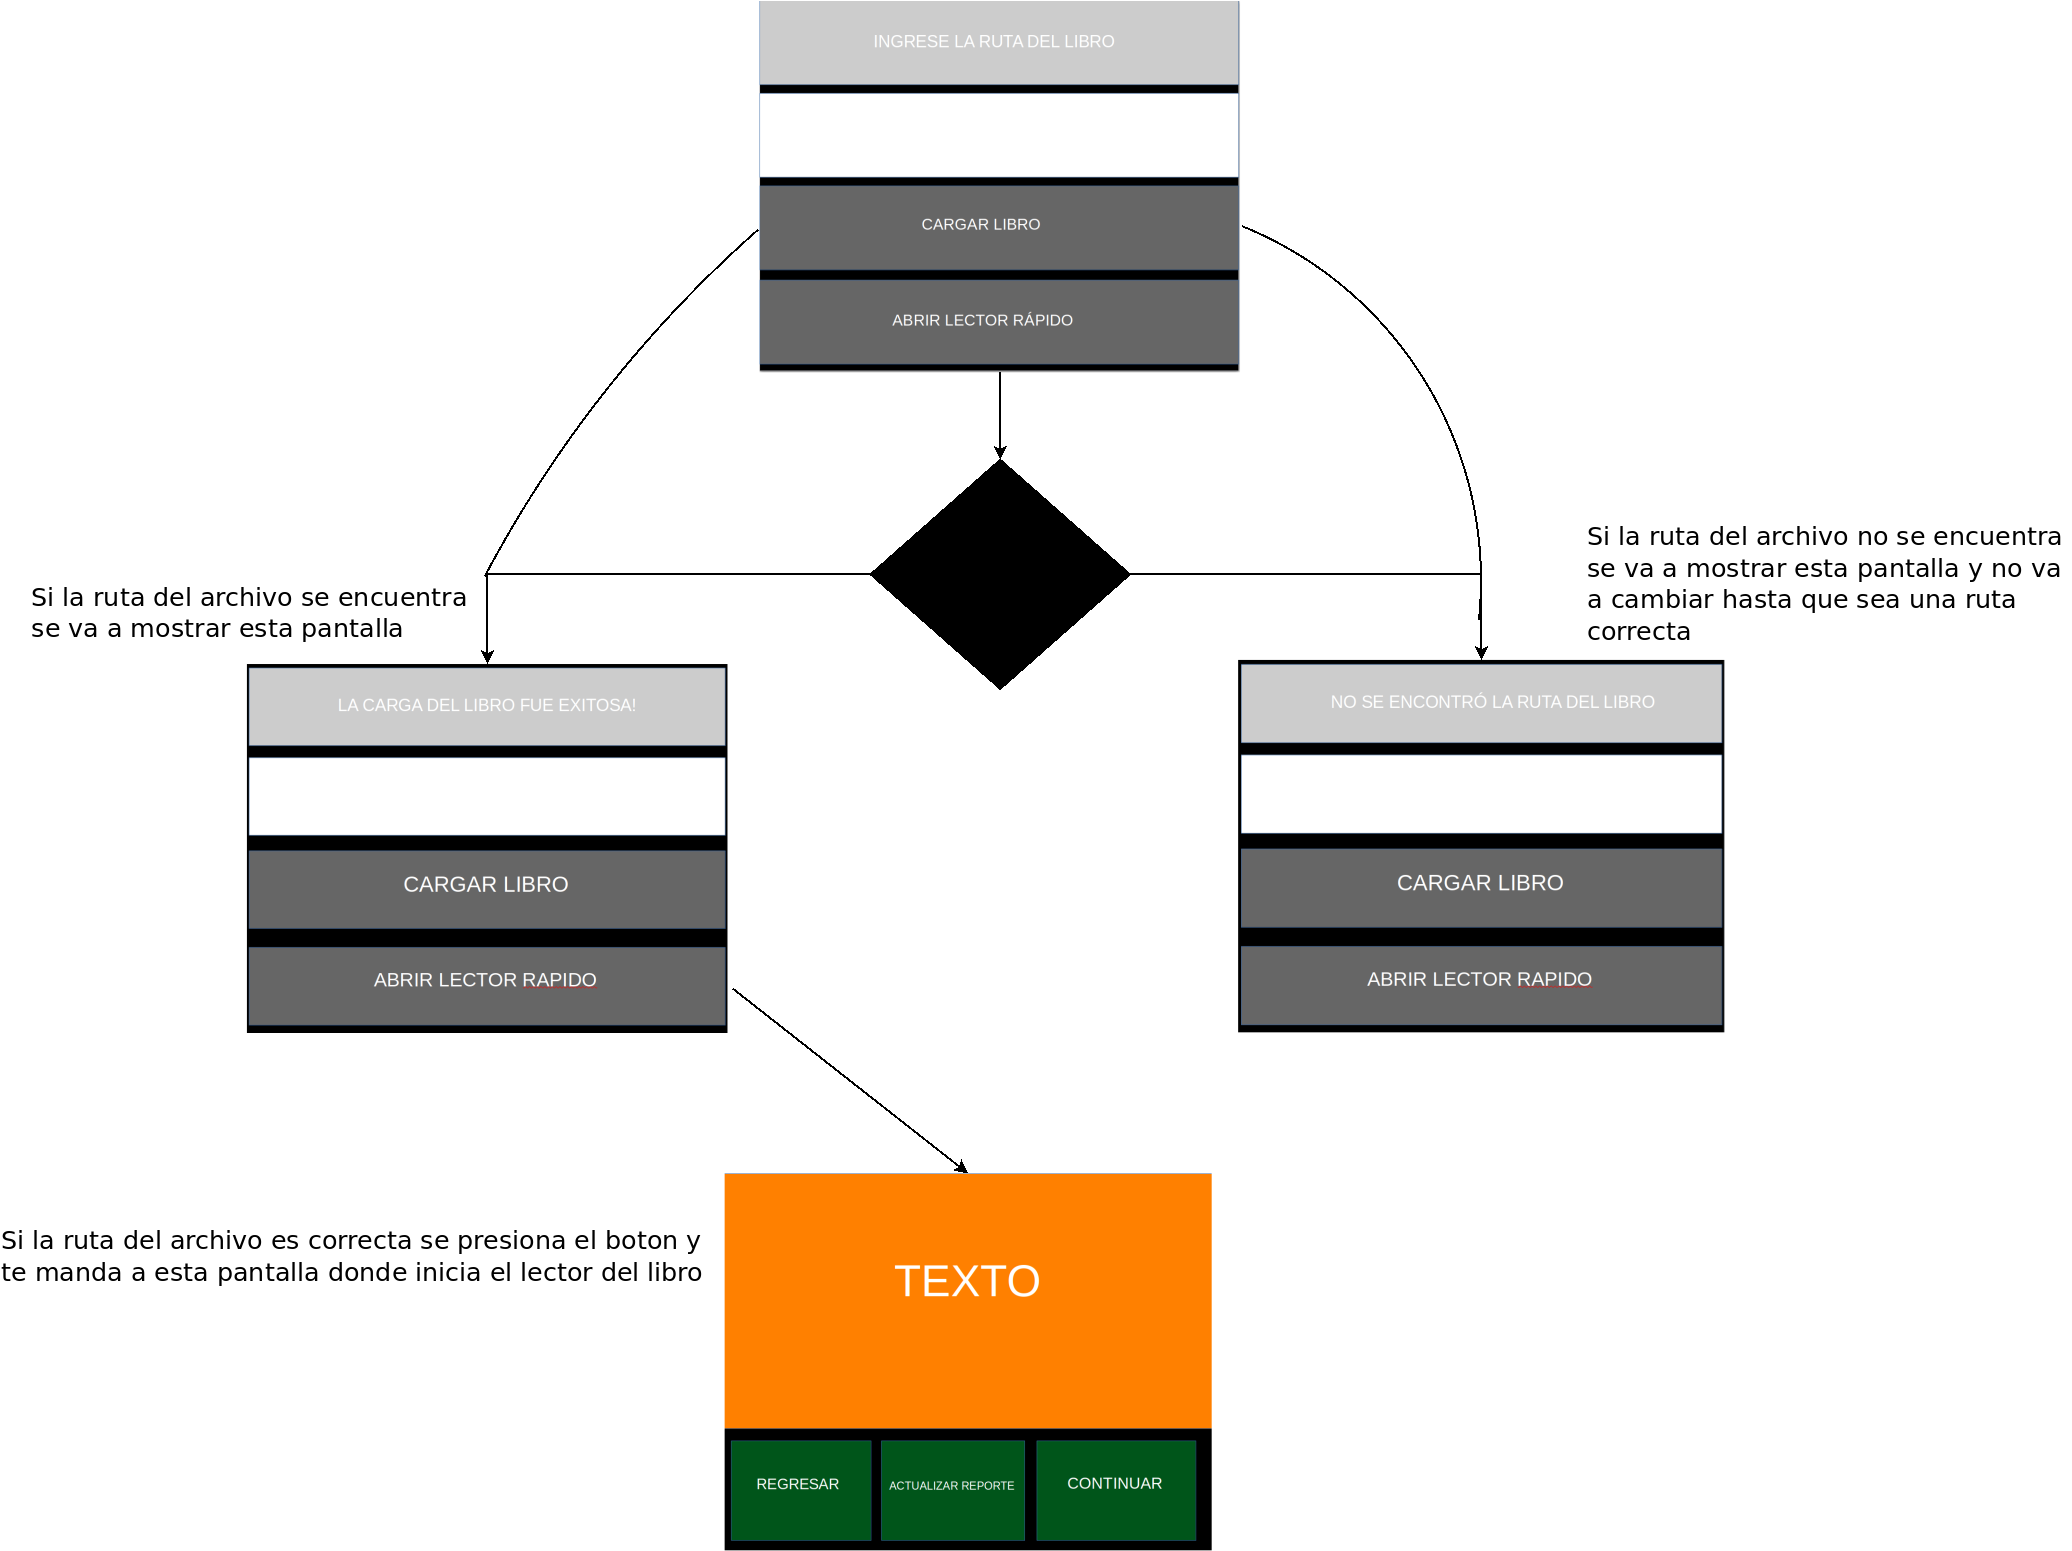 INGRESE LA RUTA DEL LIBRO
CARGAR LIBRO
ABRIR LECTOR RÁPIDO
Si la ruta del archivo se encuentra
se va a mostrar esta pantalla
Si la ruta del archivo no se encuentra
se va a mostrar esta pantalla y no va
a cambiar hasta que sea una ruta
correcta
LA CARGA DEL LIBRO FUE EXITOSA!
CARGAR LIBRO
ABRIR LECTOR RAPIDO
NO SE ENCONTRÓ LA RUTA DEL LIBRO
CARGAR LIBRO
ABRIR LECTOR RAPIDO
Si la ruta del archivo es correcta se presiona el boton y
te manda a esta pantalla donde inicia el lector del libro
TEXTO
REGRESAR
ACTUALIZAR REPORTE
CONTINUAR